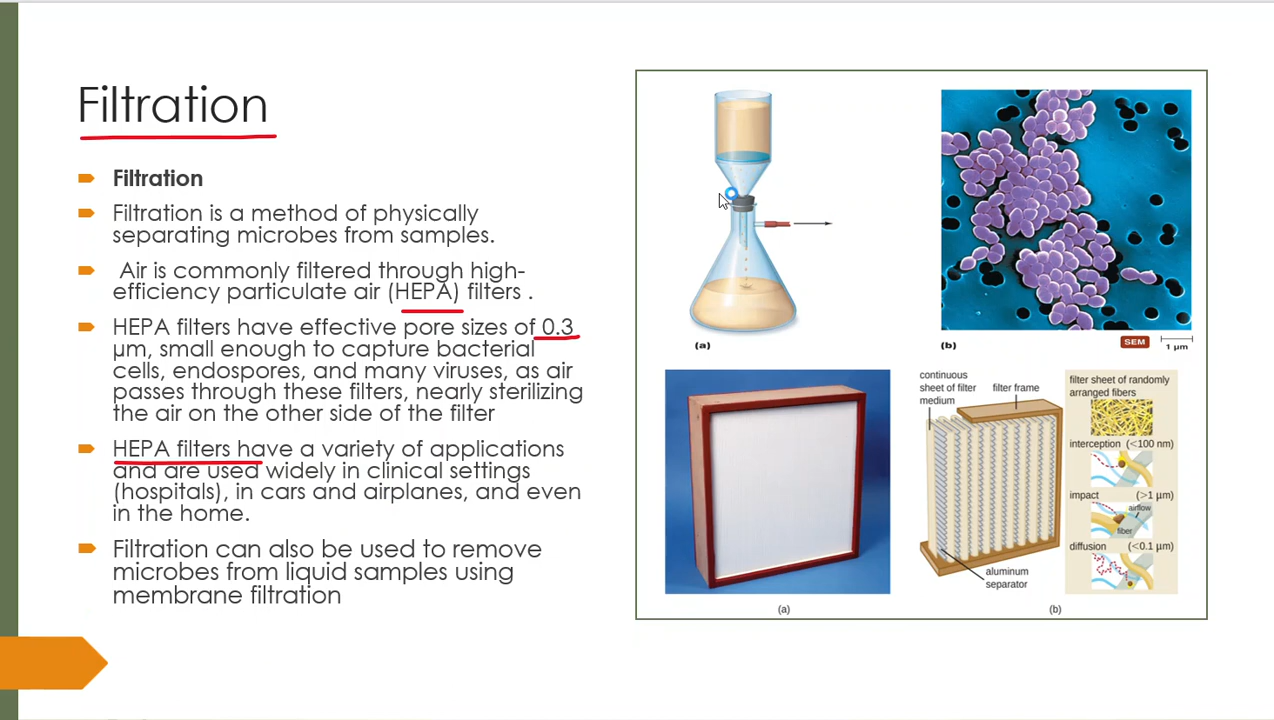 Filtration
Filtration
Filtration is a method of physically
separating microbes from samples.
Air is commonly filtered through high-
efficiency particulate air (HEPA) filters .
HEPA filters have effective pore sizes of 0.3
μm, small enough to capture bacterial
cells, endospores, and many viruses, as air
passes through these filters, nearly sterilizing
the air on the other side of the filter
HEPA filters have a variety of applications
and are used widely in clinical settings
(hospitals), in cars and airplanes, and even
in the home.
Filtration can also be used to remove
microbes from liquid samples using
membrane filtration
(a)
(b)
SEM
1 μm
continuous
sheet of filter
medium
filter frame
aluminum
separator
filter sheet of randomly
arranged fibers
interception (<100 nm)
impact (>1 μm)
airflow
fiber
diffusion (<0.1 μm)
(a)
(b)